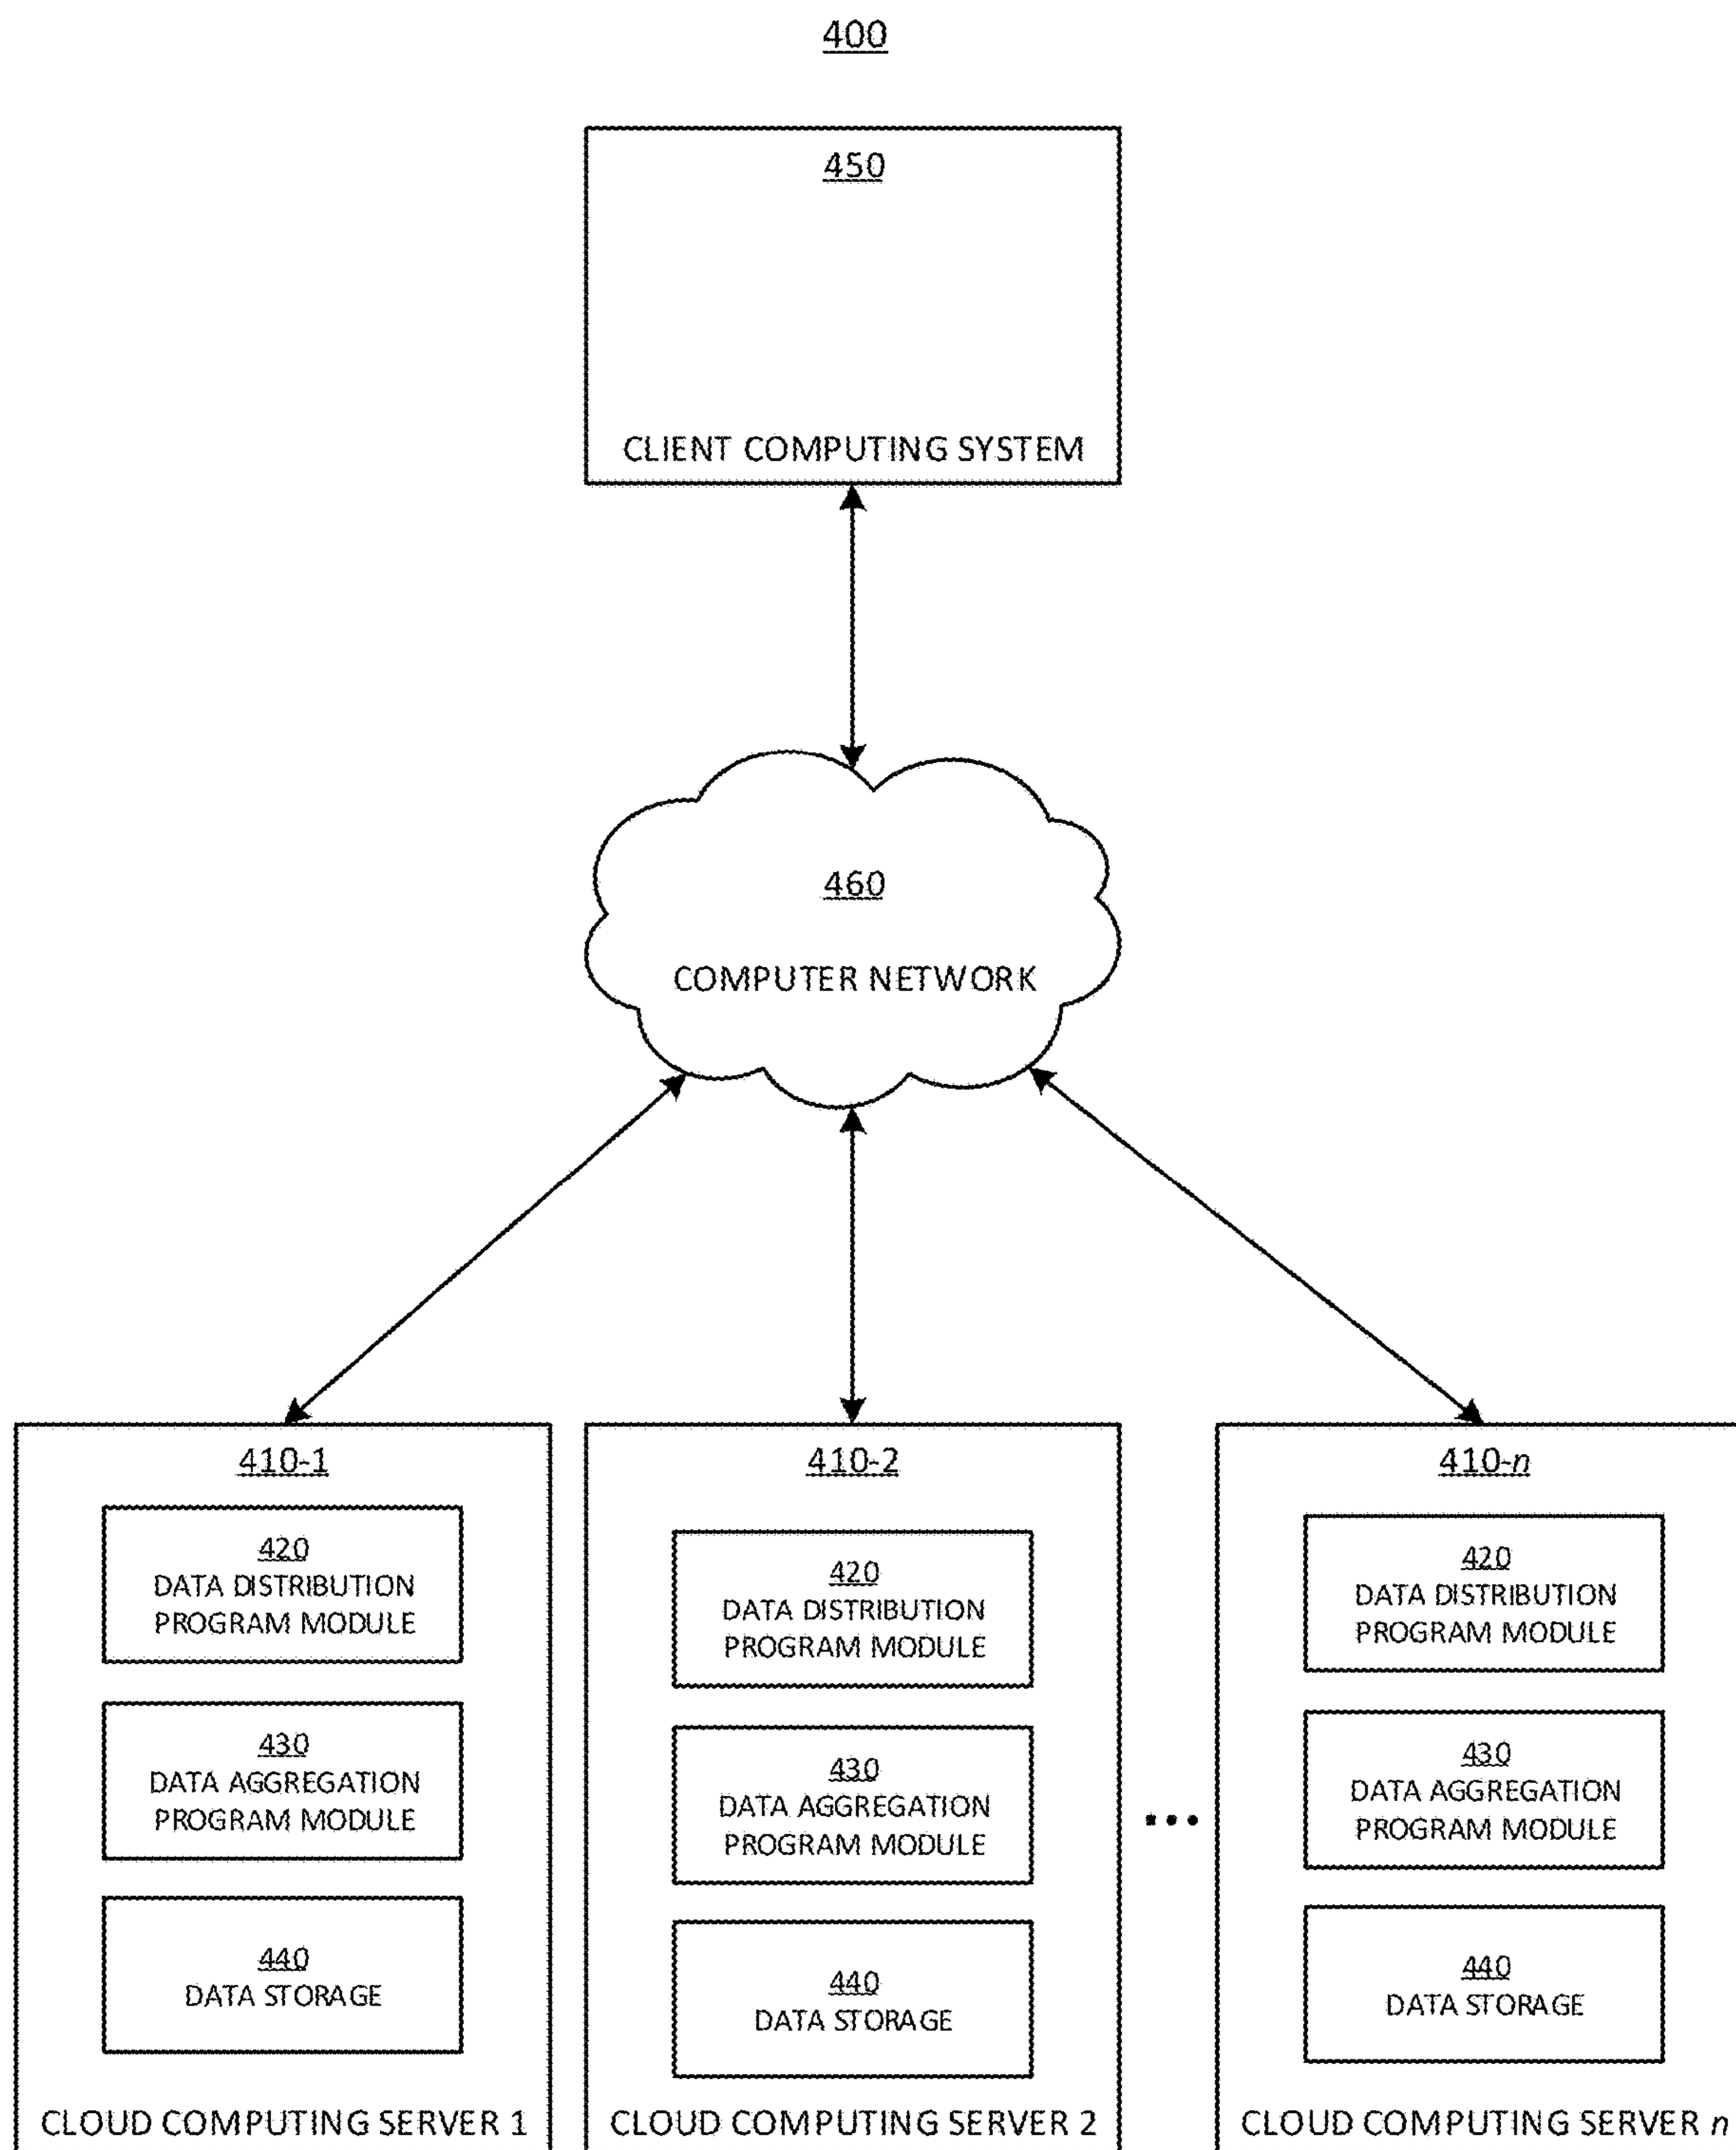 400
450
CLIENT COMPUTING SYSTEM
460
COMPUTER NETWORK
410-1
420
DATA DISTRIBUTION
PROGRAM MODULE
430
DATA AGGREGATION
PROGRAM MODULE
440
DATA STORAGE
CLOUD COMPUTING SERVER 1
410-2
420
DATA DISTRIBUTION
PROGRAM MODULE
430
DATA AGGREGATION
PROGRAM MODULE
440
DATA STORAGE
CLOUD COMPUTING SERVER 2
...
410-n
420
DATA DISTRIBUTION
PROGRAM MODULE
430
DATA AGGREGATION
PROGRAM MODULE
440
DATA STORAGE
CLOUD COMPUTING SERVER n